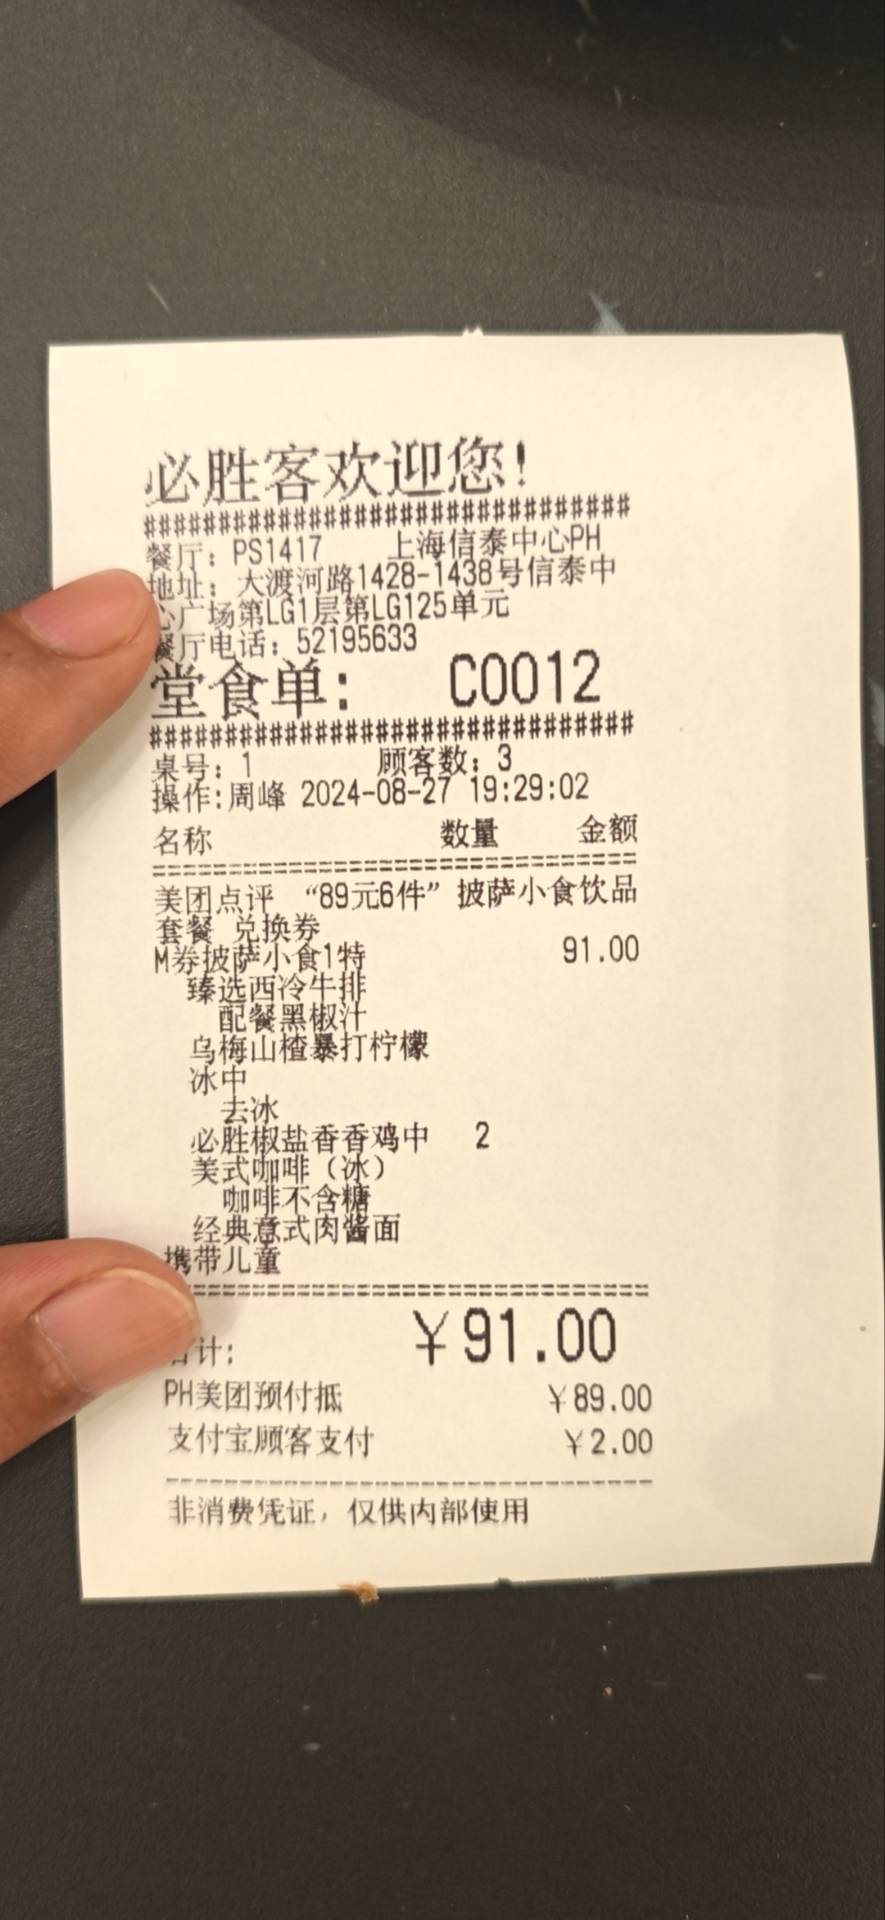 必胜客欢迎您!
################################
餐厅: PS1417 上海信泰中心PH
地址: 大渡河路1428-1438号信泰中
心广场第LG1层第LG125单元
餐厅电话: 52195633
堂食单: C0012
################################
桌号: 1 顾客数: 3
操作:周峰 2024-08-27 19:29:02
名称 数量 金额
================================
美团点评 “89元6件”披萨小食饮品
套餐 兑换券
M券披萨小食1特 91.00
臻选西冷牛排
配餐黑椒汁
乌梅山楂暴打柠檬
冰中
去冰
必胜椒盐香香鸡中 2
美式咖啡（冰）
咖啡不含糖
经典意式肉酱面
携带儿童
================================
合计: ￥91.00
PH美团预付抵 ￥89.00
支付宝顾客支付 ￥2.00
--------------------------------
非消费凭证，仅供内部使用